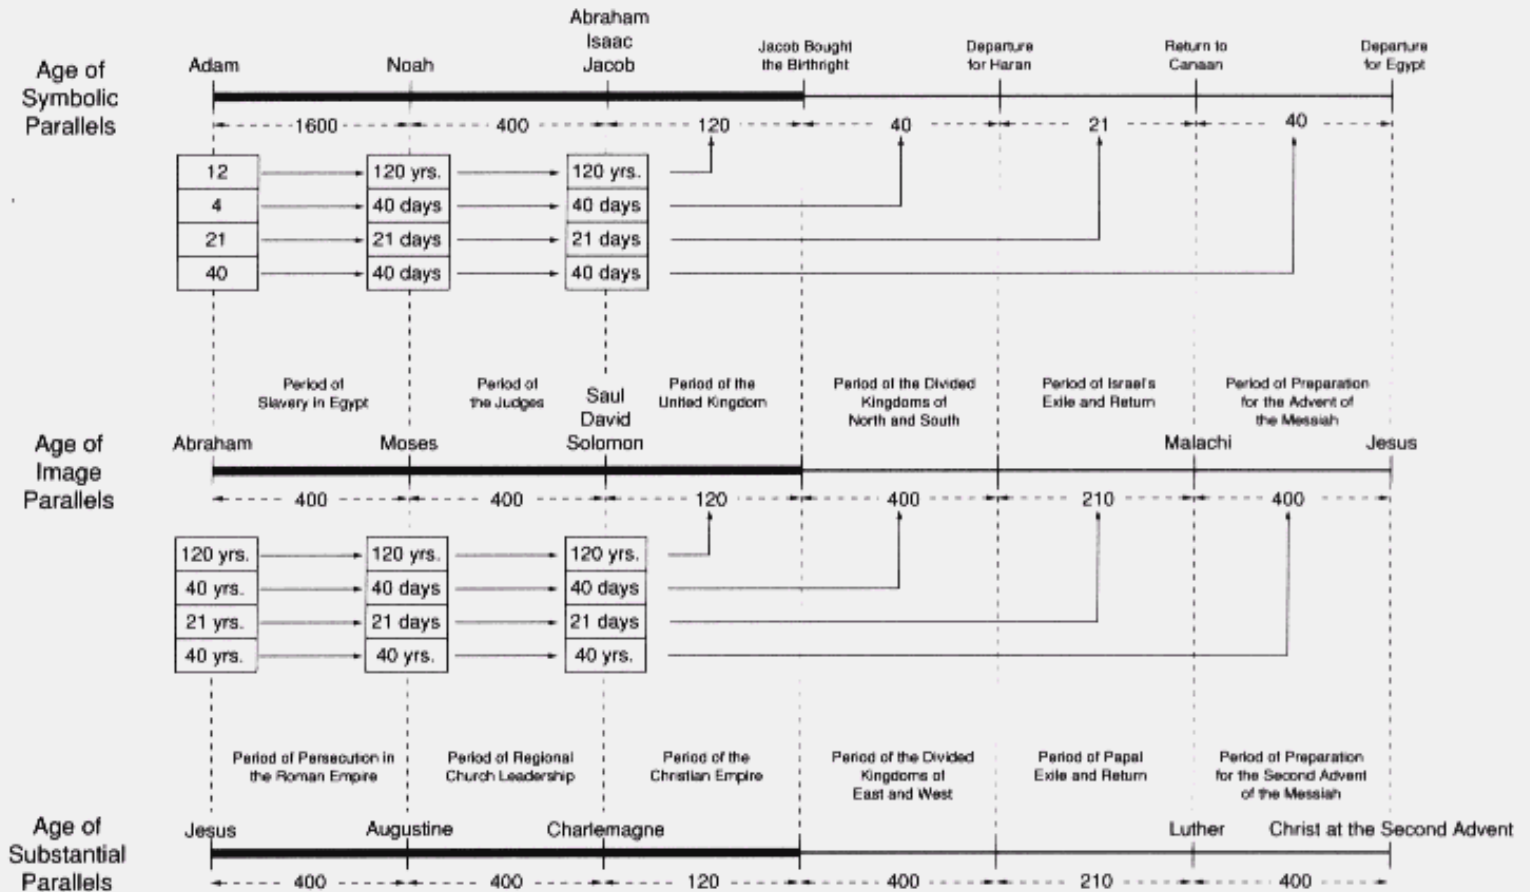 Age of
Symbolic
Parallels
Adam
Noah
Abraham
Isaac
Jacob
Jacob Bought
the Birthright
Departure
for Haran
Return to
Canaan
Departure
for Egypt
1600
400
120
40
21
40
12
120 yrs.
120 yrs.
4
40 days
40 days
21
21 days
21 days
40
40 days
40 days
Period of
Slavery in Egypt
Period of
the Judges
Period of the
United Kingdom
Period of the Divided
Kingdoms of
North and South
Period of Israel's
Exile and Return
Period of Preparation
for the Advent of
the Messiah
Age of
Image
Parallels
Abraham
Moses
Saul
David
Solomon
Malachi
Jesus
400
400
120
400
210
400
120 yrs.
120 yrs.
120 yrs.
40 yrs.
40 days
40 days
21 yrs.
21 days
21 days
40 yrs.
40 yrs.
40 yrs.
Period of Persecution in
the Roman Empire
Period of Regional
Church Leadership
Period of the
Christian Empire
Period of the Divided
Kingdoms of
East and West
Period of Papal
Exile and Return
Period of Preparation
for the Second Advent
of the Messiah
Age of
Substantial
Parallels
Jesus
Augustine
Charlemagne
Luther
Christ at the Second Advent
400
400
120
400
210
400